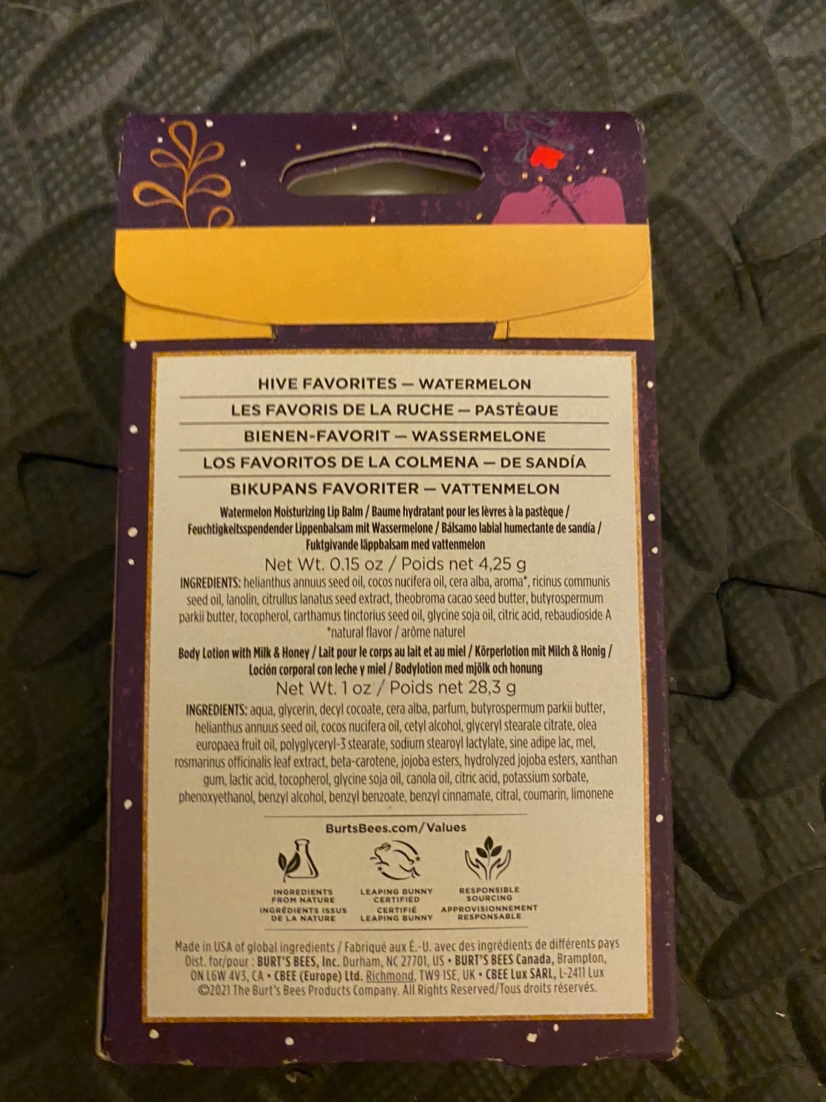 HIVE FAVORITES — WATERMELON
LES FAVORIS DE LA RUCHE — PASTÈQUE
BIENEN-FAVORIT — WASSERMELONE
LOS FAVORITOS DE LA COLMENA — DE SANDÍA
BIKUPANS FAVORITER — VATTENMELON
Watermelon Moisturizing Lip Balm / Baume hydratant pour les lèvres à la pastèque /
Feuchtigkeitsspendender Lippenbalsam mit Wassermelone / Bálsamo labial humectante de sandía /
Fuktgivande läppbalsam med vattenmelon
Net Wt. 0.15 oz / Poids net 4,25 g
INGREDIENTS: helianthus annuus seed oil, cocos nucifera oil, cera alba, aroma*, ricinus communis
seed oil, lanolin, citrullus lanatus seed extract, theobroma cacao seed butter, butyrospermum
parkii butter, tocopherol, carthamus tinctorius seed oil, glycine soja oil, citric acid, rebaudioside A
*natural flavor / arôme naturel
Body Lotion with Milk & Honey / Lait pour le corps au lait et au miel / Körperlotion mit Milch & Honig /
Loción corporal con leche y miel / Bodylotion med mjölk och honung
Net Wt. 1 oz / Poids net 28,3 g
INGREDIENTS: aqua, glycerin, decyl cocoate, cera alba, parfum, butyrospermum parkii butter,
helianthus annuus seed oil, cocos nucifera oil, cetyl alcohol, glyceryl stearate citrate, olea
europaea fruit oil, polyglyceryl-3 stearate, sodium stearoyl lactylate, sine adipe lac, mel,
rosmarinus officinalis leaf extract, beta-carotene, jojoba esters, hydrolyzed jojoba esters, xanthan
gum, lactic acid, tocopherol, glycine soja oil, canola oil, citric acid, potassium sorbate,
phenoxyethanol, benzyl alcohol, benzyl benzoate, benzyl cinnamate, citral, coumarin, limonene
BurtsBees.com/Values
INGREDIENTS
FROM NATURE
INGRÉDIENTS ISSUS
DE LA NATURE
LEAPING BUNNY
CERTIFIED
CERTIFIÉ
LEAPING BUNNY
RESPONSIBLE
SOURCING
APPROVISIONNEMENT
RESPONSABLE
Made in USA of global ingredients / Fabriqué aux É.-U. avec des ingrédients de différents pays
Dist. for/pour : BURT'S BEES, Inc. Durham, NC 27701, US • BURT'S BEES Canada, Brampton,
ON L6W 4V3, CA • CBEE (Europe) Ltd. Richmond, TW9 1SE, UK • CBEE Lux SARL, L-2411 Lux
©2021 The Burt's Bees Products Company. All Rights Reserved/Tous droits réservés.